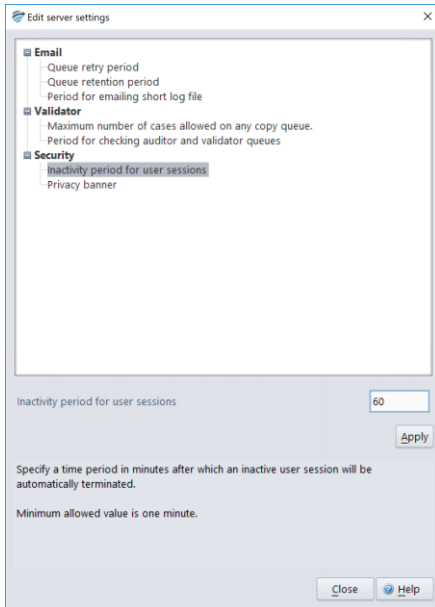 Edit server settings
Email
Queue retry period
Queue retention period
Period for emailing short log file
Validator
Maximum number of cases allowed on any copy queue.
Period for checking auditor and validator queues
Security
Inactivity period for user sessions
Privacy banner
Inactivity period for user sessions 60
Apply
Specify a time period in minutes after which an inactive user session will be
automatically terminated.
Minimum allowed value is one minute.
Close Help